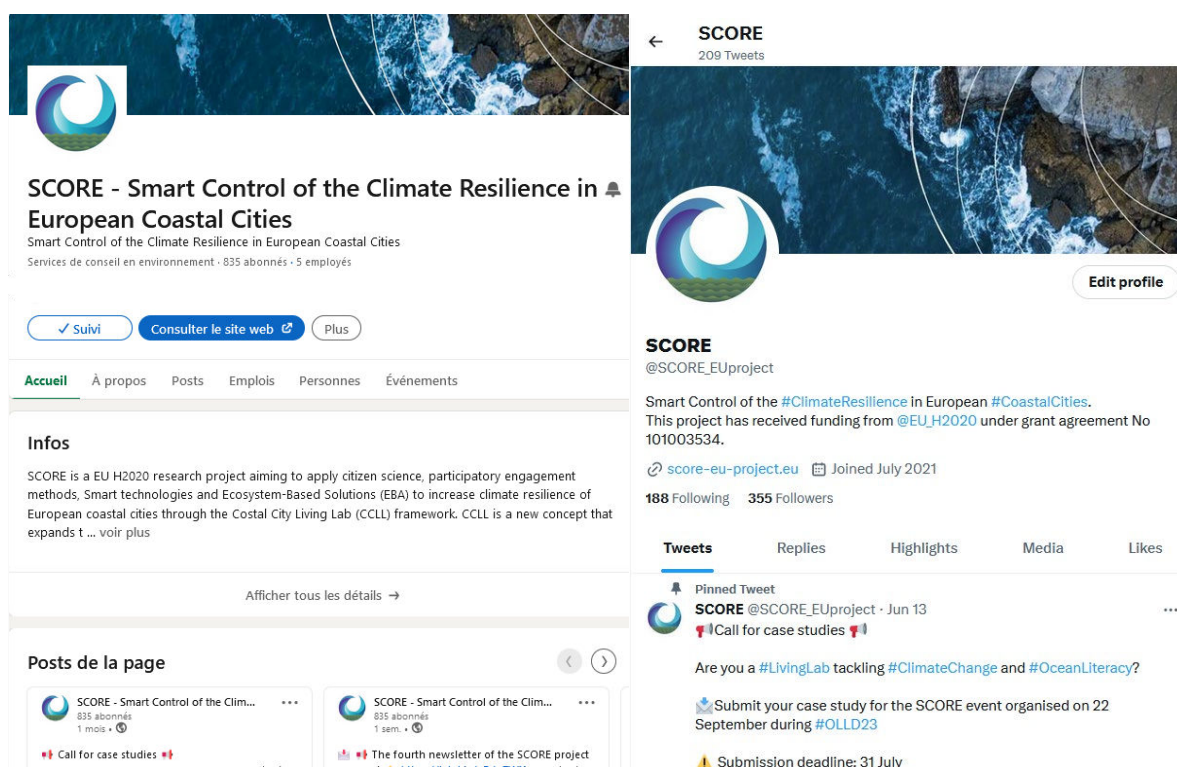 SCORE - Smart Control of the Climate Resilience in
European Coastal Cities
Smart Control of the Climate Resilience in European Coastal Cities
Services de conseil en environnement · 835 abonnés · 5 employés
✓ Suivi
Consulter le site web
Plus
Accueil À propos Posts Emplois Personnes Événements
Infos
SCORE is a EU H2020 research project aiming to apply citizen science, participatory engagement
methods, Smart technologies and Ecosystem-Based Solutions (EBA) to increase climate resilience of
European coastal cities through the Costal City Living Lab (CCLL) framework. CCLL is a new concept that
expands t ... voir plus
Afficher tous les détails →
Posts de la page
SCORE - Smart Control of the Clim...
835 abonnés
1 mois •
Call for case studies
SCORE - Smart Control of the Clim...
835 abonnés
1 sem. •
The fourth newsletter of the SCORE project
← SCORE
209 Tweets
Edit profile
SCORE
@SCORE_EUproject
Smart Control of the #ClimateResilience in European #CoastalCities.
This project has received funding from @EU_H2020 under grant agreement No
101003534.
score-eu-project.eu Joined July 2021
188 Following 355 Followers
Tweets Replies Highlights Media Likes
Pinned Tweet
SCORE @SCORE_EUproject · Jun 13
Call for case studies
Are you a #LivingLab tackling #ClimateChange and #OceanLiteracy?
Submit your case study for the SCORE event organised on 22
September during #OLLD23
Submission deadline: 31 July